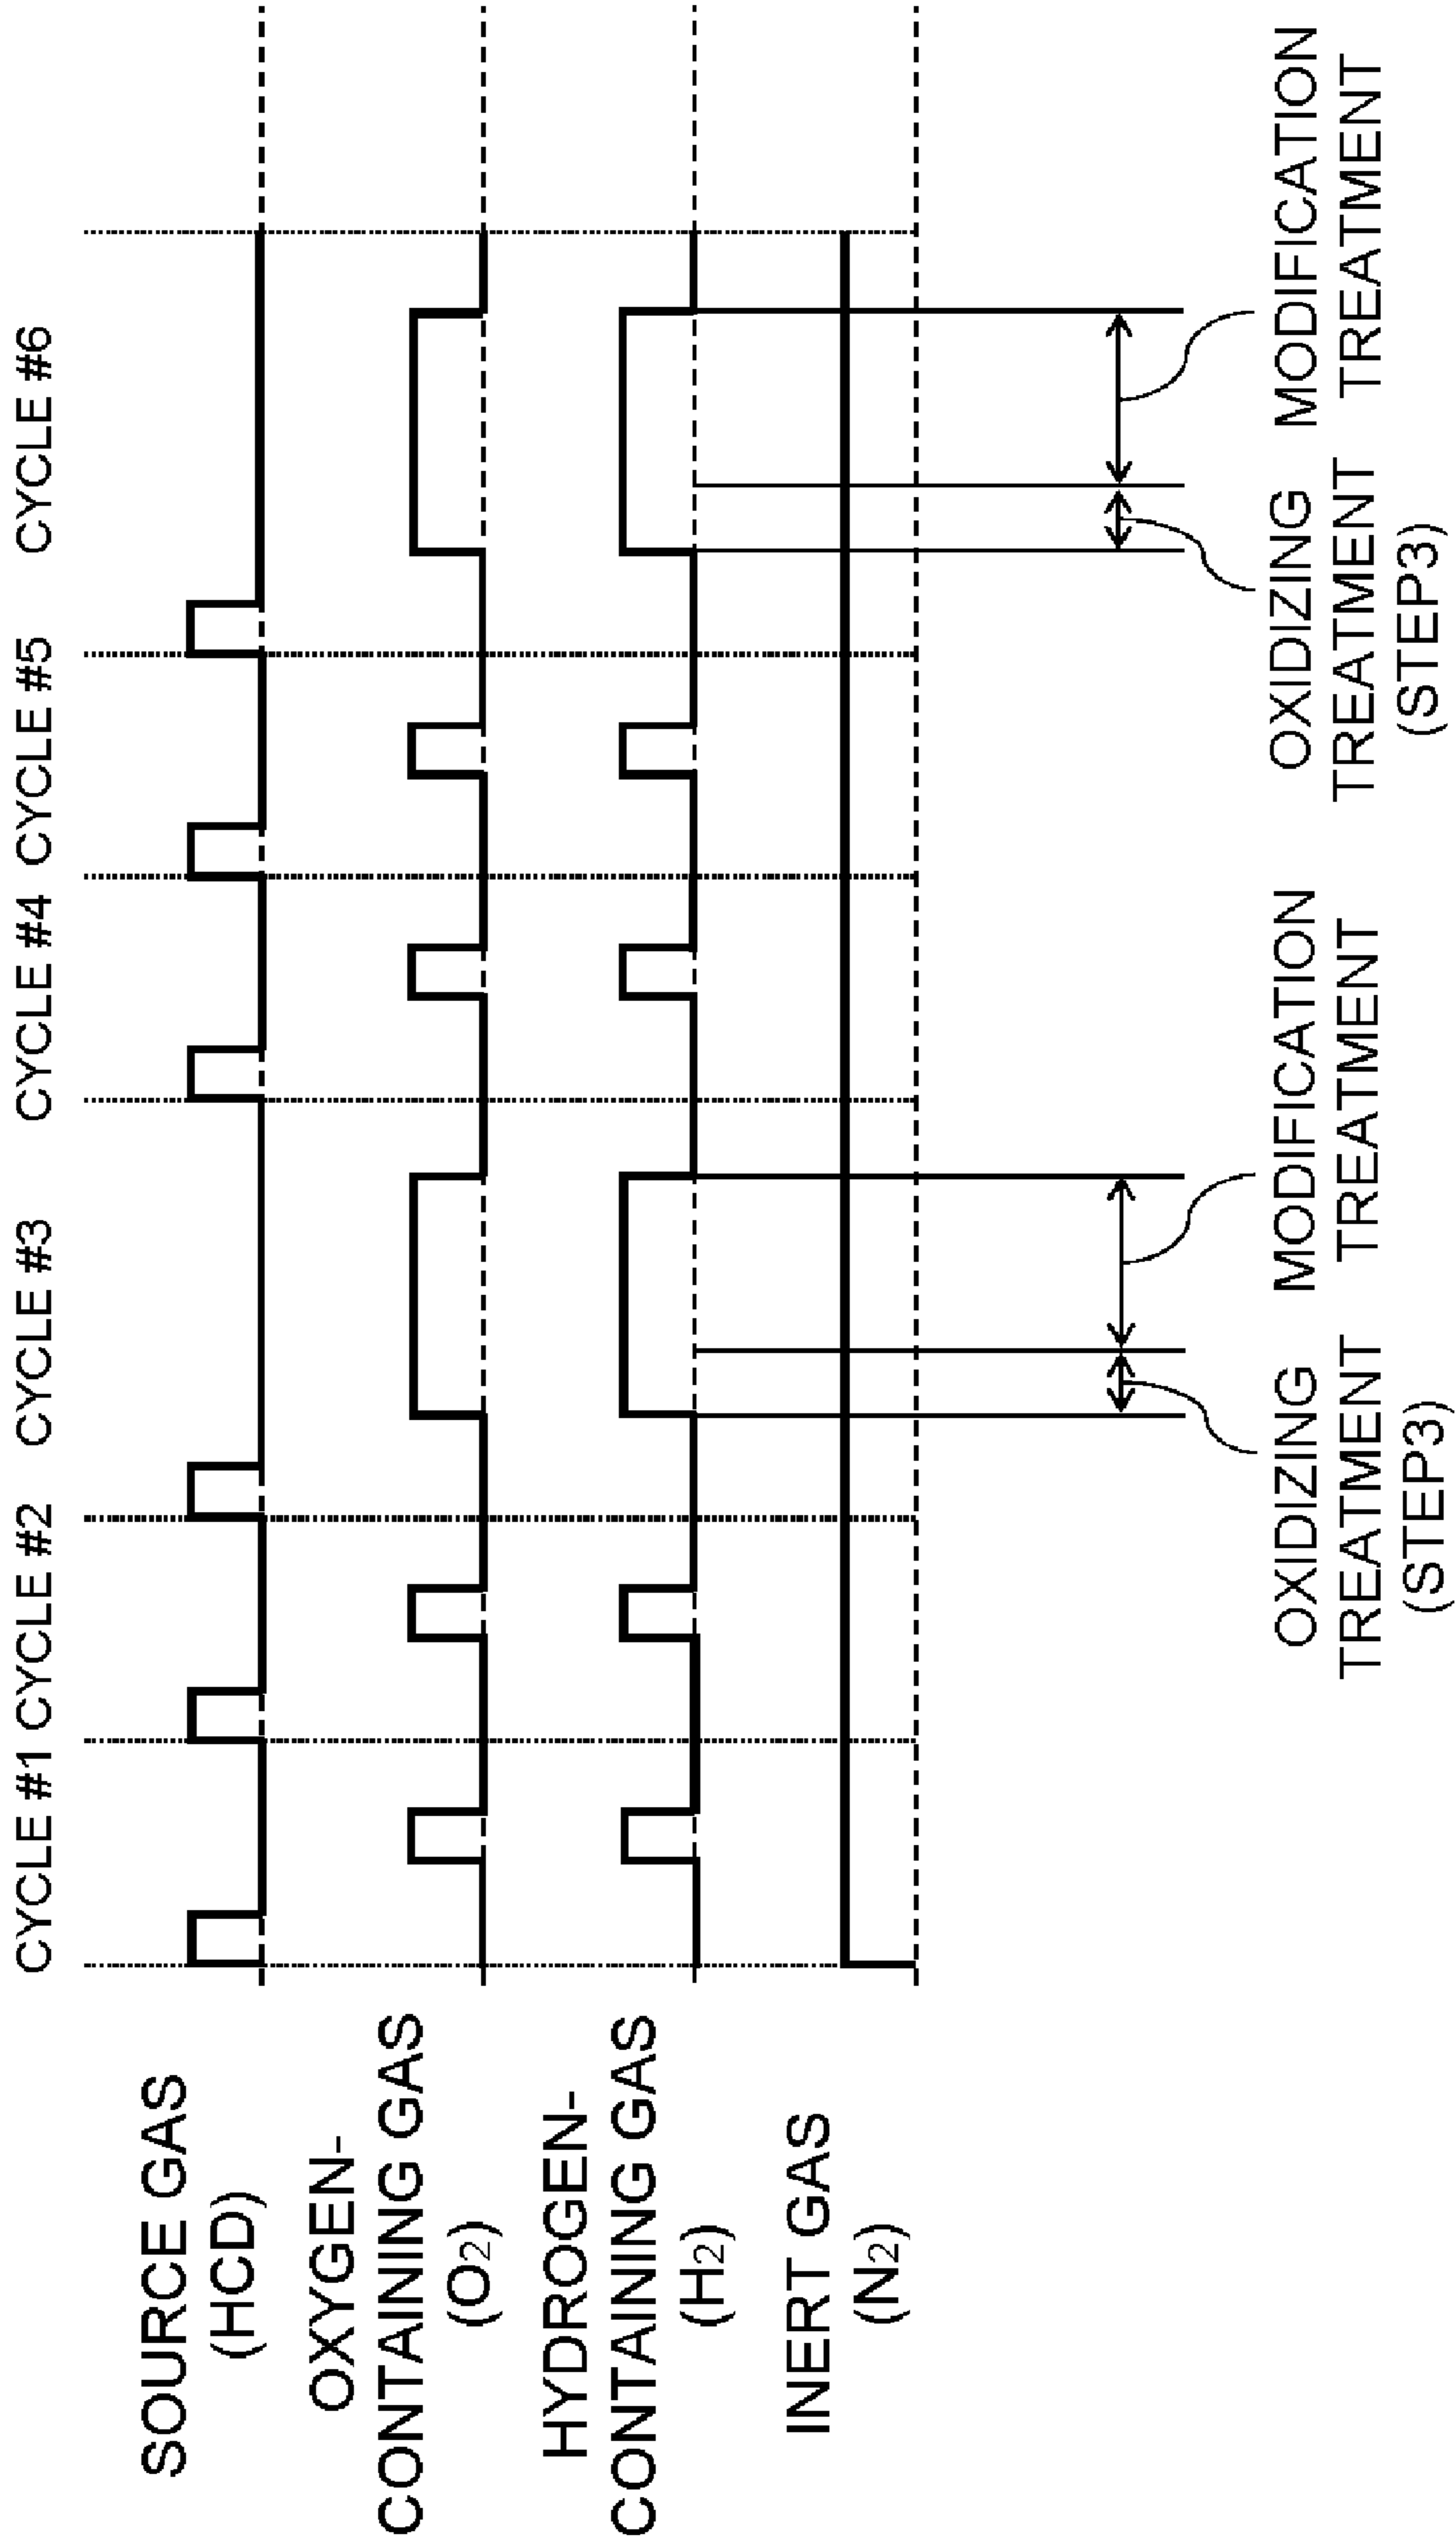 CYCLE #1 CYCLE #2 CYCLE #3 CYCLE #4 CYCLE #5 CYCLE #6
SOURCE GAS
(HCD)
OXYGEN-
CONTAINING GAS
(O2)
HYDROGEN-
CONTAINING GAS
(H2)
INERT GAS
(N2)
OXIDIZING
TREATMENT
(STEP3)
MODIFICATION
TREATMENT
OXIDIZING
TREATMENT
(STEP3)
MODIFICATION
TREATMENT